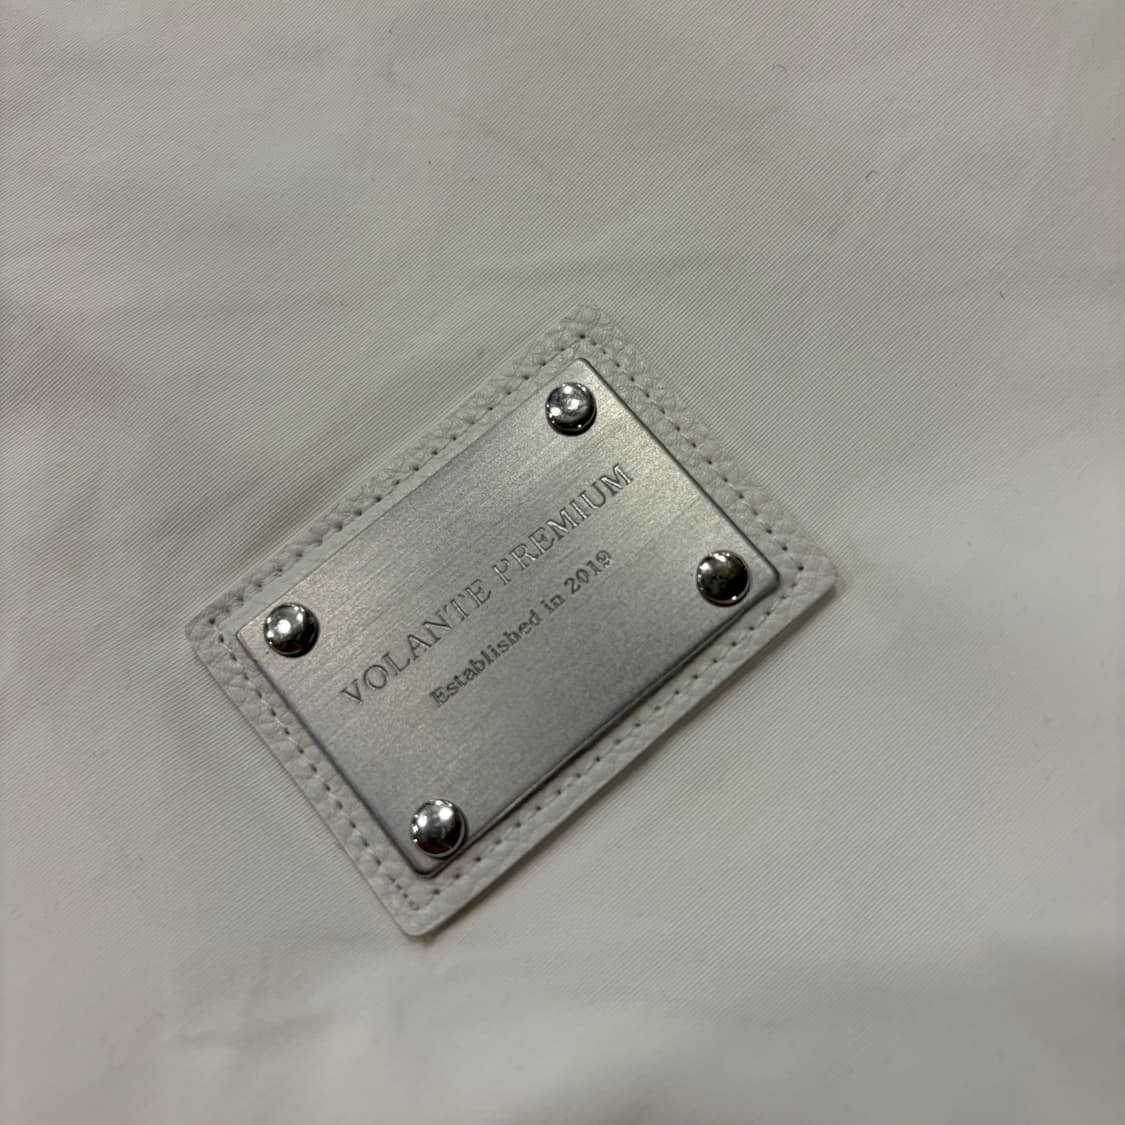 VOLANTE PREMIUM
Established in 2019